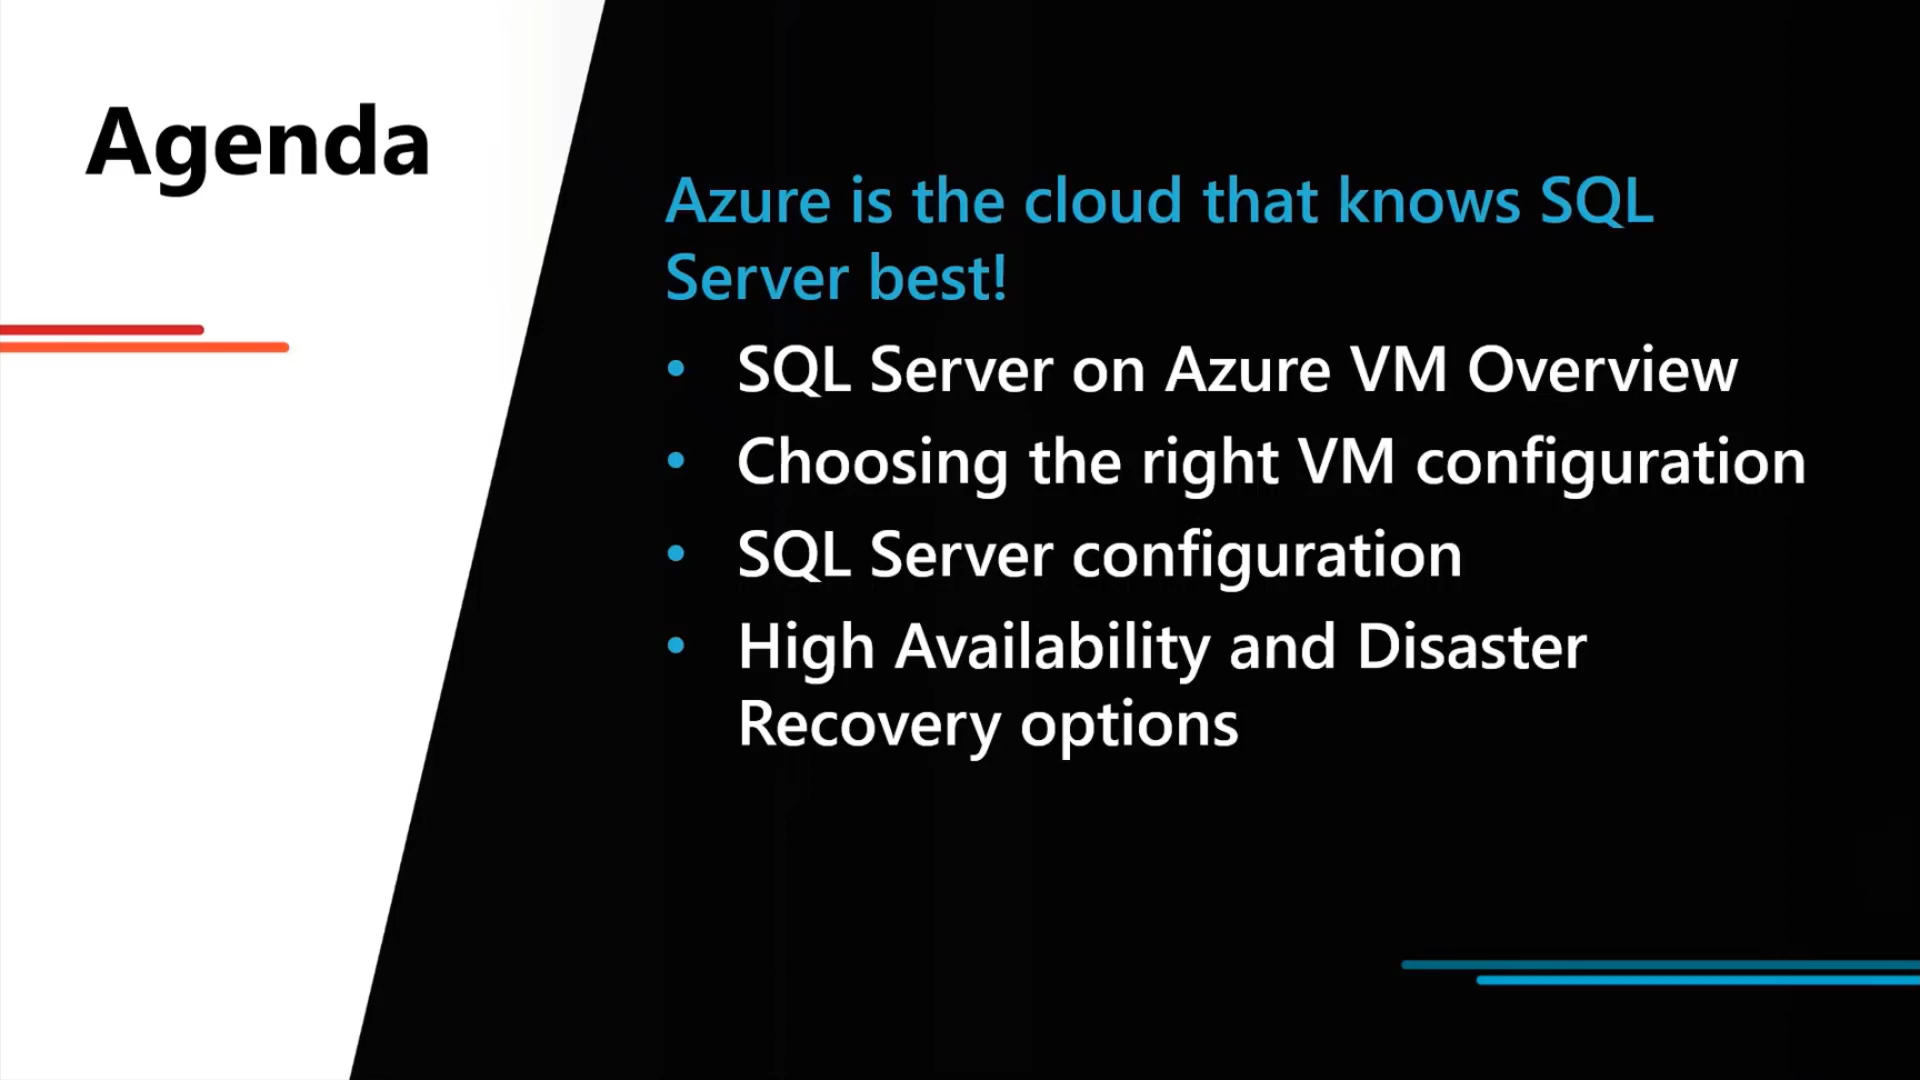 Agenda
Azure is the cloud that knows SQL
Server best!
• SQL Server on Azure VM Overview
• Choosing the right VM configuration
• SQL Server configuration
• High Availability and Disaster
Recovery options